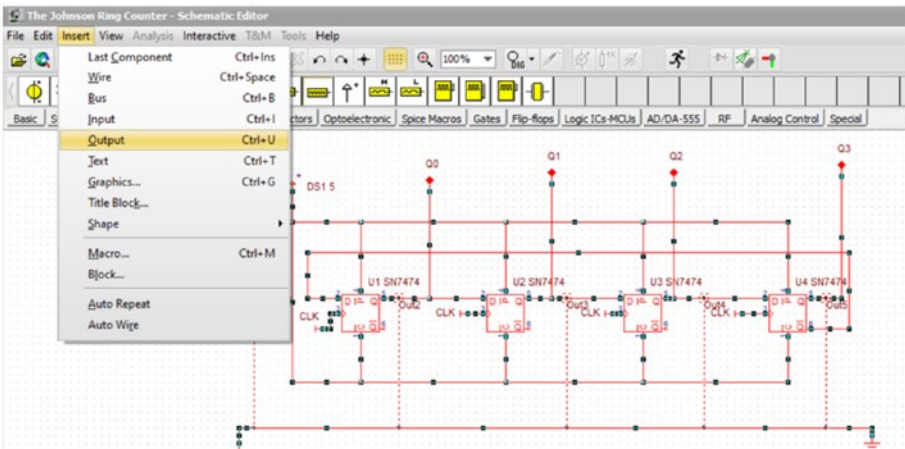 The Johnson Ring Counter - Schematic Editor
File Edit Insert View Analysis Interactive T&M Tools Help
Last Component Ctrl+Ins
Wire Ctrl+Space
Bus Ctrl+B
Input Ctrl+I
Output Ctrl+U
Text Ctrl+T
Graphics... Ctrl+G
Title Block...
Shape
Macro... Ctrl+M
Block...
Auto Repeat
Auto Wire
100%
DIG
Basic S ctors Optoelectronic Spice Macros Gates Flip-flops Logic ICs-MCUs AD/DA-555 RF Analog Control Special
Q0 Q1 Q2 Q3
DS1 5
U1 SN7474 U2 SN7474 U3 SN7474 U4 SN7474
Out2 Out3 Out4 Out5
CLK CLK CLK CLK